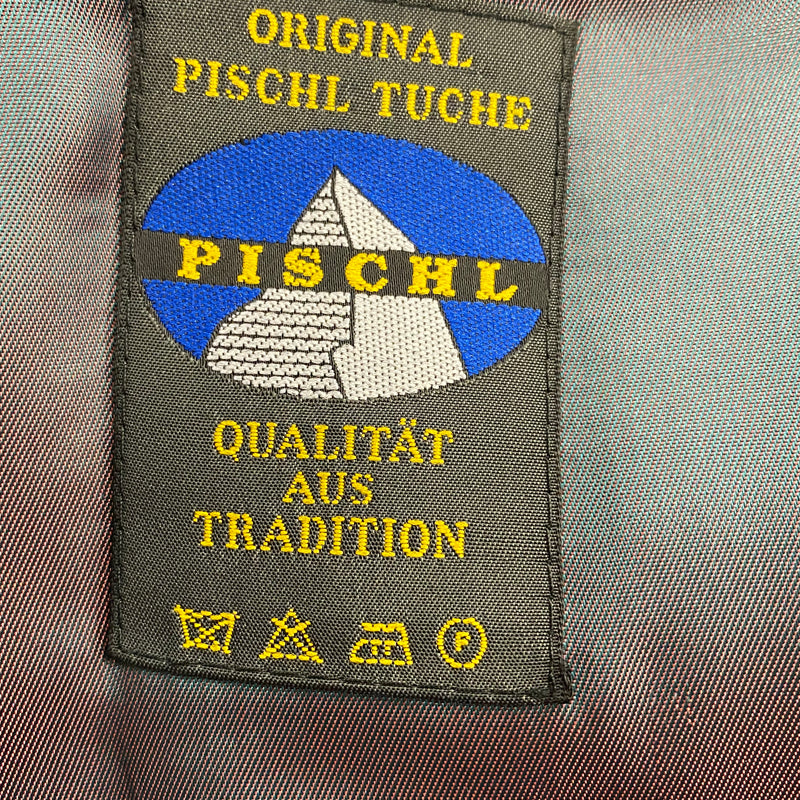 ORIGINAL
PISCHL TUCHE
PISCHL
QUALITÄT
AUS
TRADITION
F